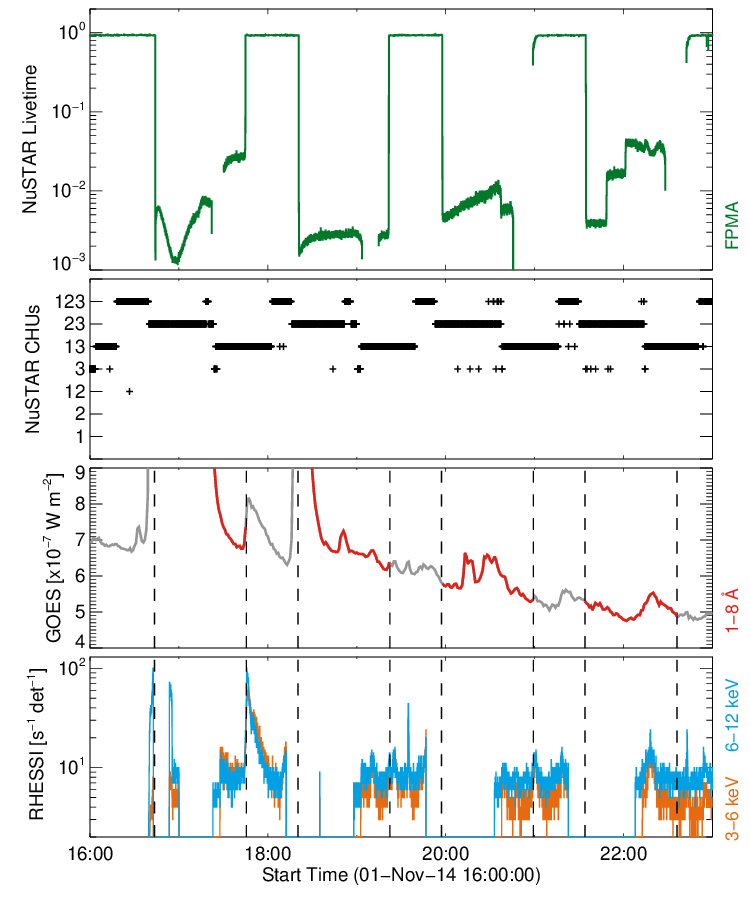 10⁰
10⁻¹
10⁻²
10⁻³
NuSTAR Livetime
FPMA
123
23
13
3
12
2
1
NuSTAR CHUs
9
8
7
6
5
4
GOES [x10⁻⁷ W m⁻²]
1−8 Å
10²
10¹
RHESSI [s⁻¹ det⁻¹]
3−6 keV 6−12 keV
16:00 18:00 20:00 22:00
Start Time (01−Nov−14 16:00:00)